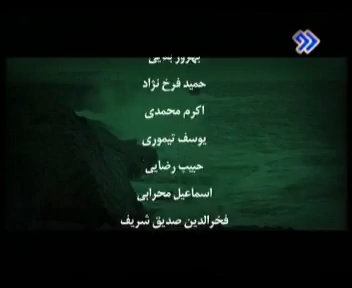 حمید فرخ نژاد
اکرم محمدی
یوسف تیموری
حبیب رضایی
اسماعیل محرابی
فخرالدین صدیق شریف